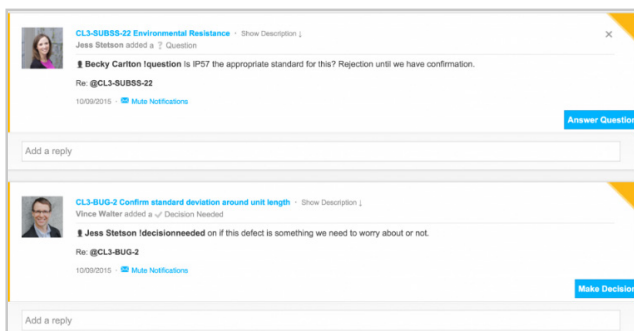 CL3-SUBSS-22 Environmental Resistance · Show Description ↓
Jess Stetson added a ? Question
Becky Carlton !question Is IP57 the appropriate standard for this? Rejection until we have confirmation.
Re: @CL3-SUBSS-22
10/09/2015 · Mute Notifications
Answer Question
Add a reply
CL3-BUG-2 Confirm standard deviation around unit length · Show Description ↓
Vince Walter added a ✓ Decision Needed
Jess Stetson !decisionneeded on if this defect is something we need to worry about or not.
Re: @CL3-BUG-2
10/09/2015 · Mute Notifications
Make Decision
Add a reply